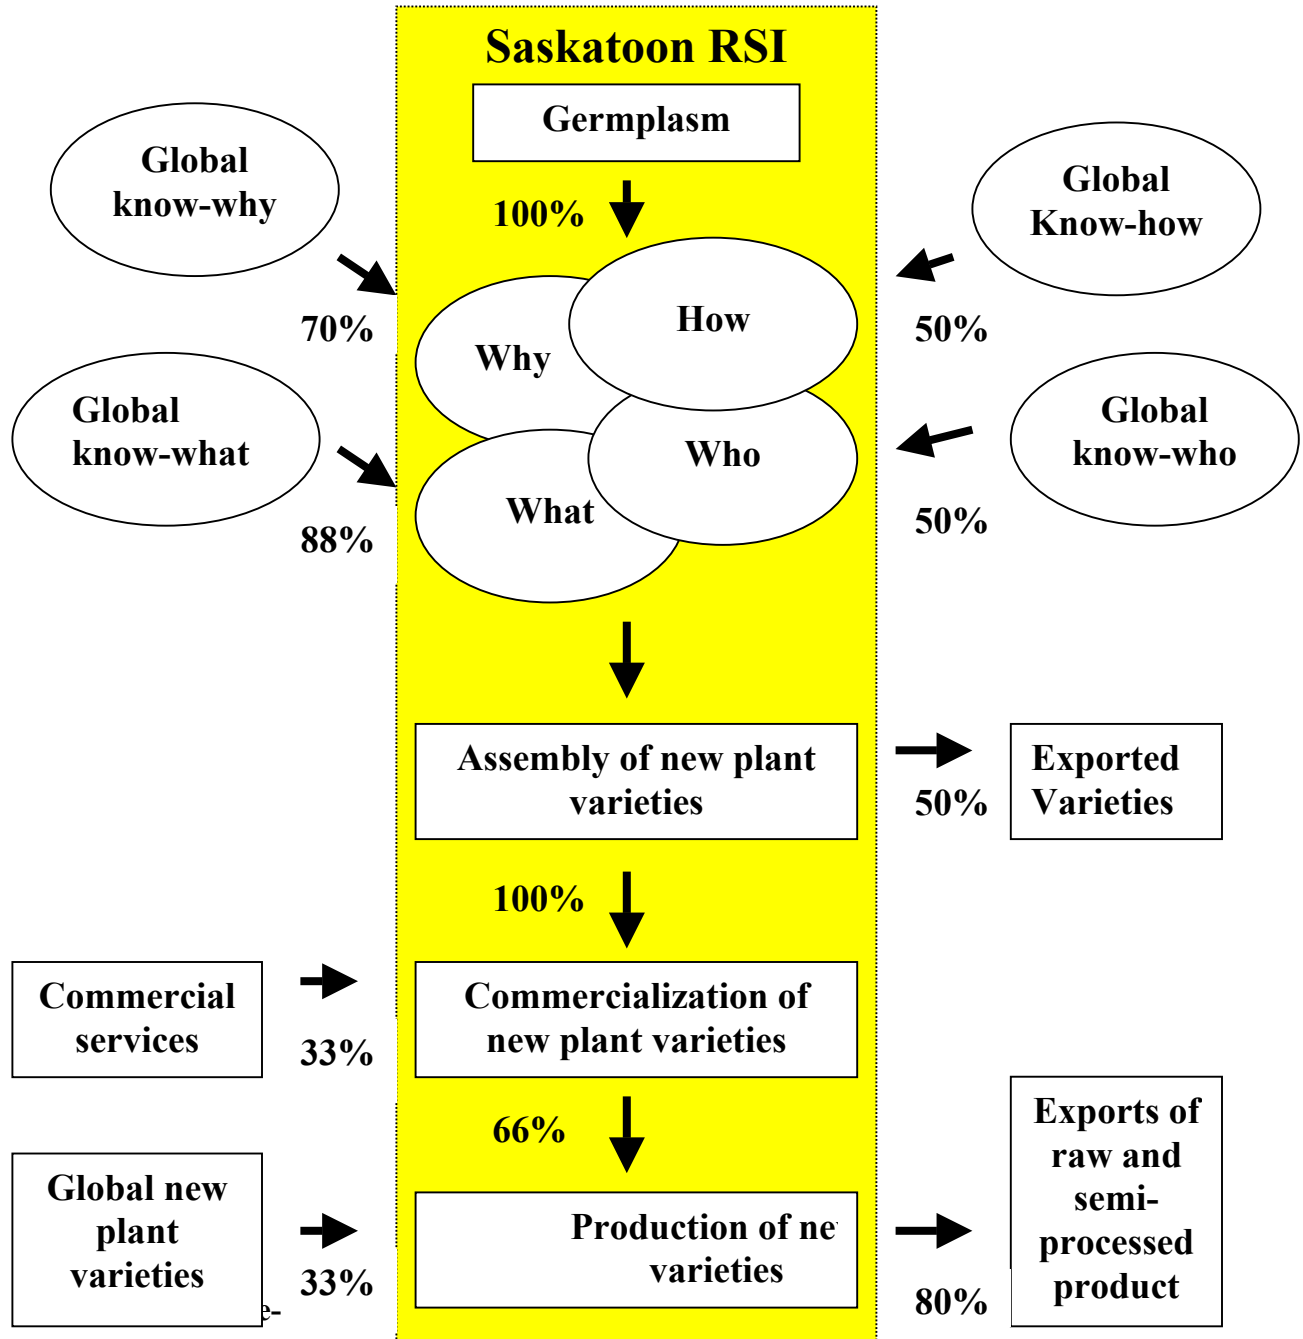 Saskatoon RSI
Germplasm
100%
Global
know-why
70%
Global
Know-how
50%
Why
How
Global
know-what
88%
What
Who
Global
know-who
50%
Assembly of new plant
varieties
50%
Exported
Varieties
100%
Commercial
services
33%
Commercialization of
new plant varieties
66%
Global new
plant
varieties
33%
Production of
varieties
80%
Exports of
raw and
semi-
processed
product